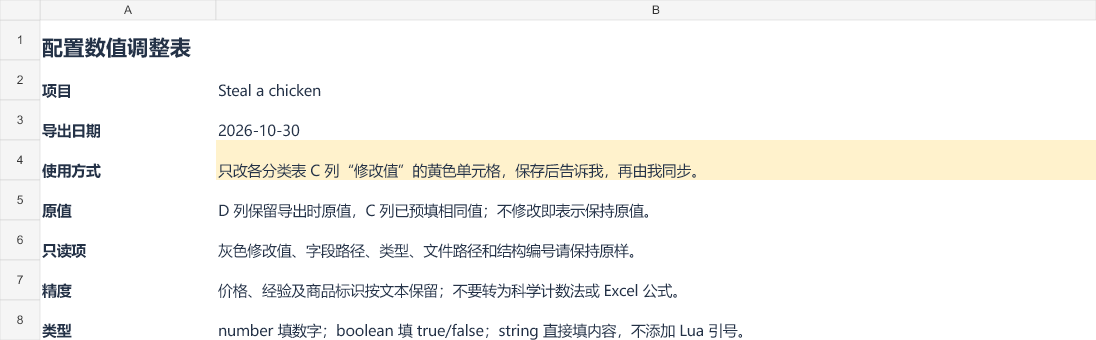 A B
1 配置数值调整表
2 项目 Steal a chicken
3 导出日期 2026-10-30
4 使用方式 只改各分类表 C 列“修改值”的黄色单元格，保存后告诉我，再由我同步。
5 原值 D 列保留导出时原值，C 列已预填相同值；不修改即表示保持原值。
6 只读项 灰色修改值、字段路径、类型、文件路径和结构编号请保持原样。
7 精度 价格、经验及商品标识按文本保留；不要转为科学计数法或 Excel 公式。
8 类型 number 填数字；boolean 填 true/false；string 直接填内容，不添加 Lua 引号。